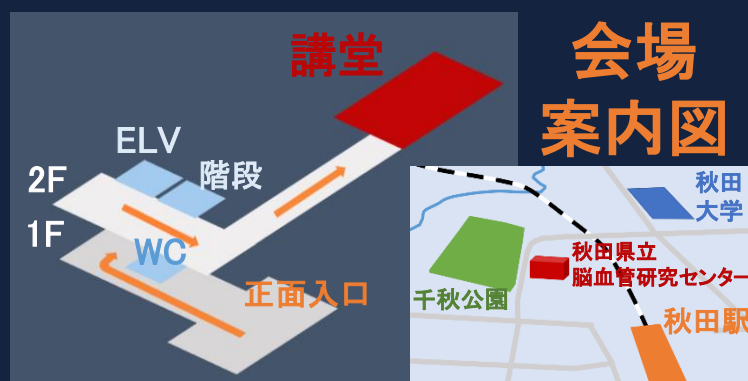 会場
案内図
講堂
ELV
階段
2F
1F
WC
正面入口
秋田
大学
秋田県立
脳血管研究センター
千秋公園
秋田駅